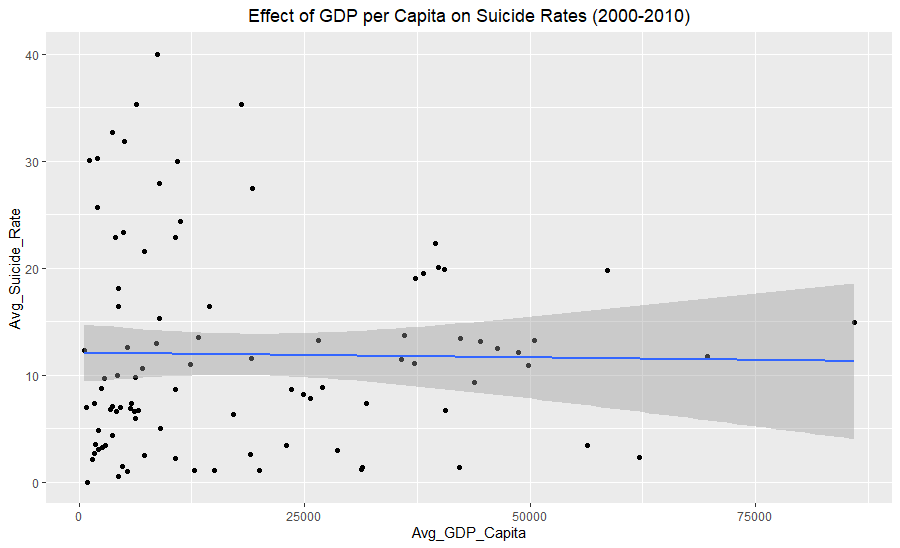 Effect of GDP per Capita on Suicide Rates (2000-2010)
40
30
20
10
0
Avg_Suicide_Rate
0 25000 50000 75000
Avg_GDP_Capita